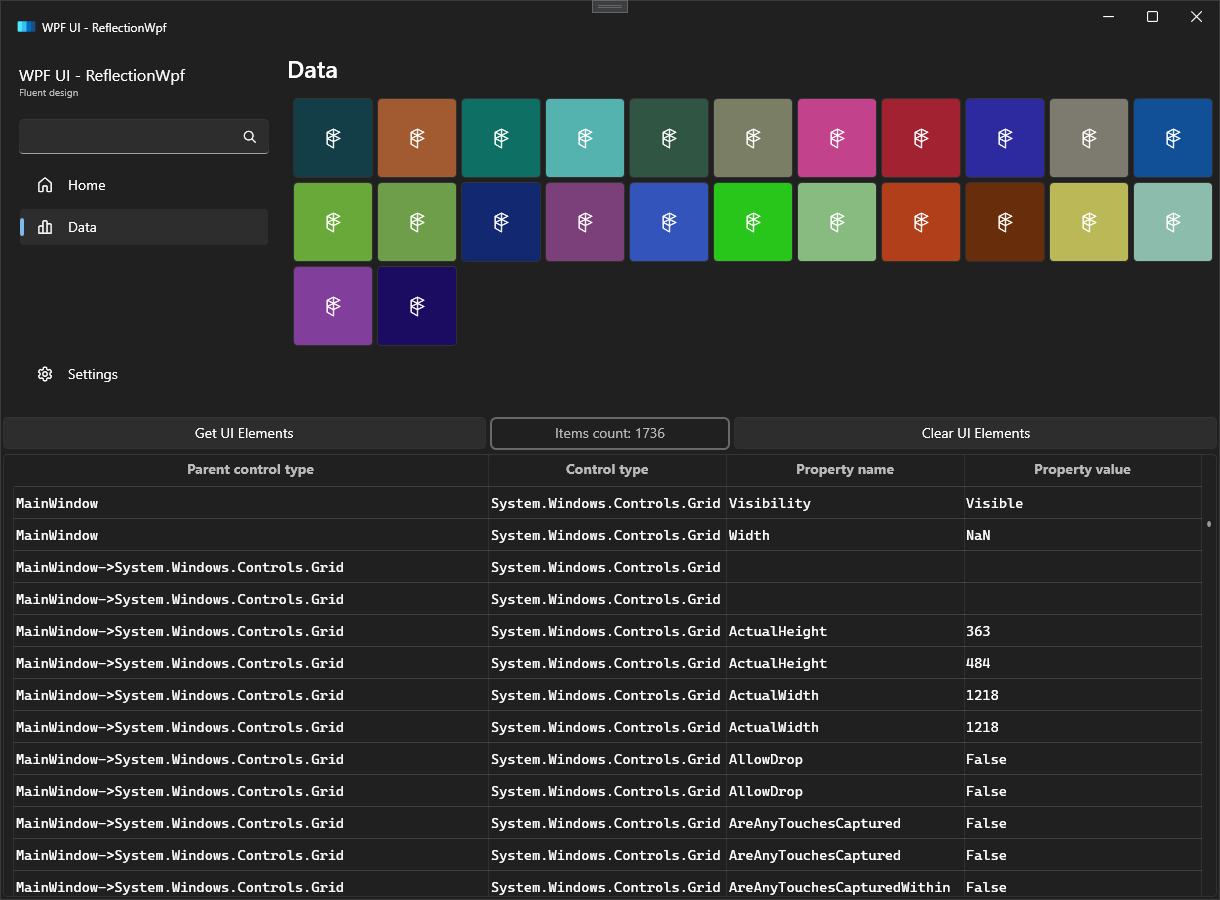 WPF UI - ReflectionWpf
WPF UI - ReflectionWpf
Fluent design
Home
Data
Settings
Data
Get UI Elements
Items count: 1736
Clear UI Elements
Parent control type Control type Property name Property value
MainWindow System.Windows.Controls.Grid Visibility Visible
MainWindow System.Windows.Controls.Grid Width NaN
MainWindow->System.Windows.Controls.Grid System.Windows.Controls.Grid
MainWindow->System.Windows.Controls.Grid System.Windows.Controls.Grid
MainWindow->System.Windows.Controls.Grid System.Windows.Controls.Grid ActualHeight 363
MainWindow->System.Windows.Controls.Grid System.Windows.Controls.Grid ActualHeight 484
MainWindow->System.Windows.Controls.Grid System.Windows.Controls.Grid ActualWidth 1218
MainWindow->System.Windows.Controls.Grid System.Windows.Controls.Grid ActualWidth 1218
MainWindow->System.Windows.Controls.Grid System.Windows.Controls.Grid AllowDrop False
MainWindow->System.Windows.Controls.Grid System.Windows.Controls.Grid AllowDrop False
MainWindow->System.Windows.Controls.Grid System.Windows.Controls.Grid AreAnyTouchesCaptured False
MainWindow->System.Windows.Controls.Grid System.Windows.Controls.Grid AreAnyTouchesCaptured False
MainWindow->System.Windows.Controls.Grid System.Windows.Controls.Grid AreAnyTouchesCapturedWithin False